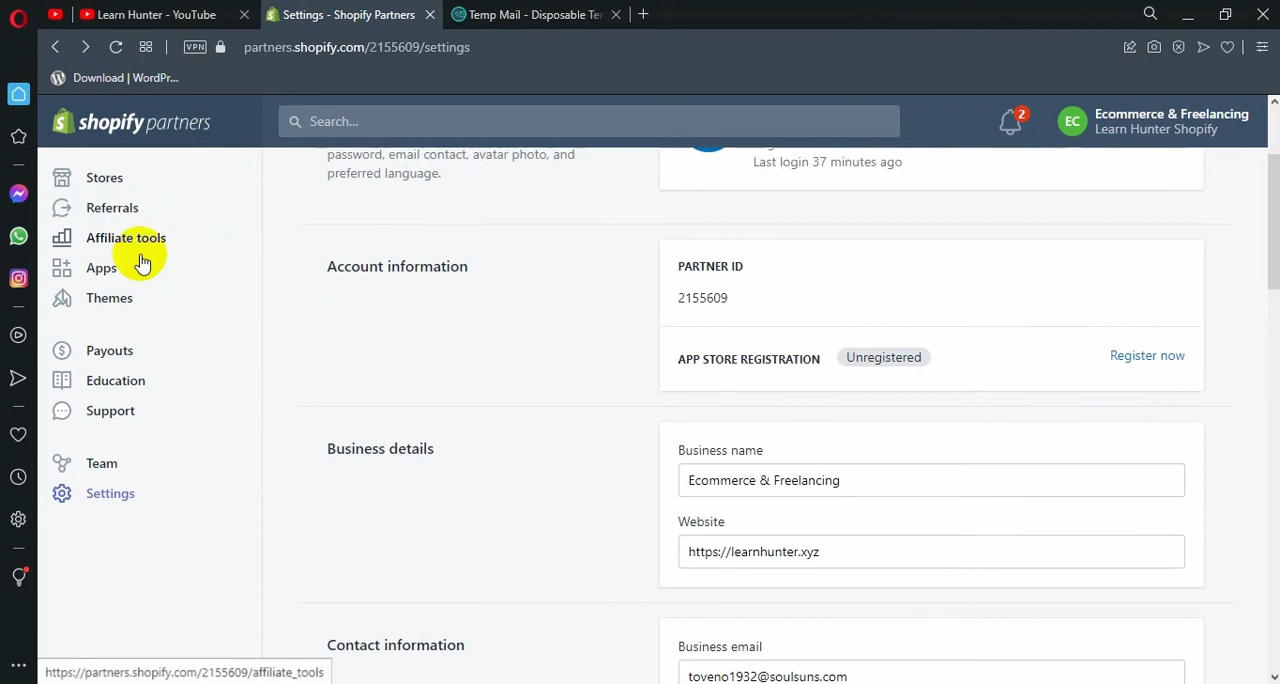 Learn Hunter - YouTube
Settings - Shopify Partners
Temp Mail - Disposable Ter
VPN
partners.shopify.com/2155609/settings
Download | WordPr...
shopify partners
Search...
2
EC
Ecommerce & Freelancing
Learn Hunter Shopify
Stores
Referrals
Affiliate tools
Apps
Themes
Payouts
Education
Support
Team
Settings
password, email contact, avatar photo, and
preferred language.
Last login 37 minutes ago
Account information
PARTNER ID
2155609
APP STORE REGISTRATION
Unregistered
Register now
Business details
Business name
Ecommerce & Freelancing
Website
https://learnhunter.xyz
Contact information
Business email
toveno1932@soulsuns.com
https://partners.shopify.com/2155609/affiliate_tools